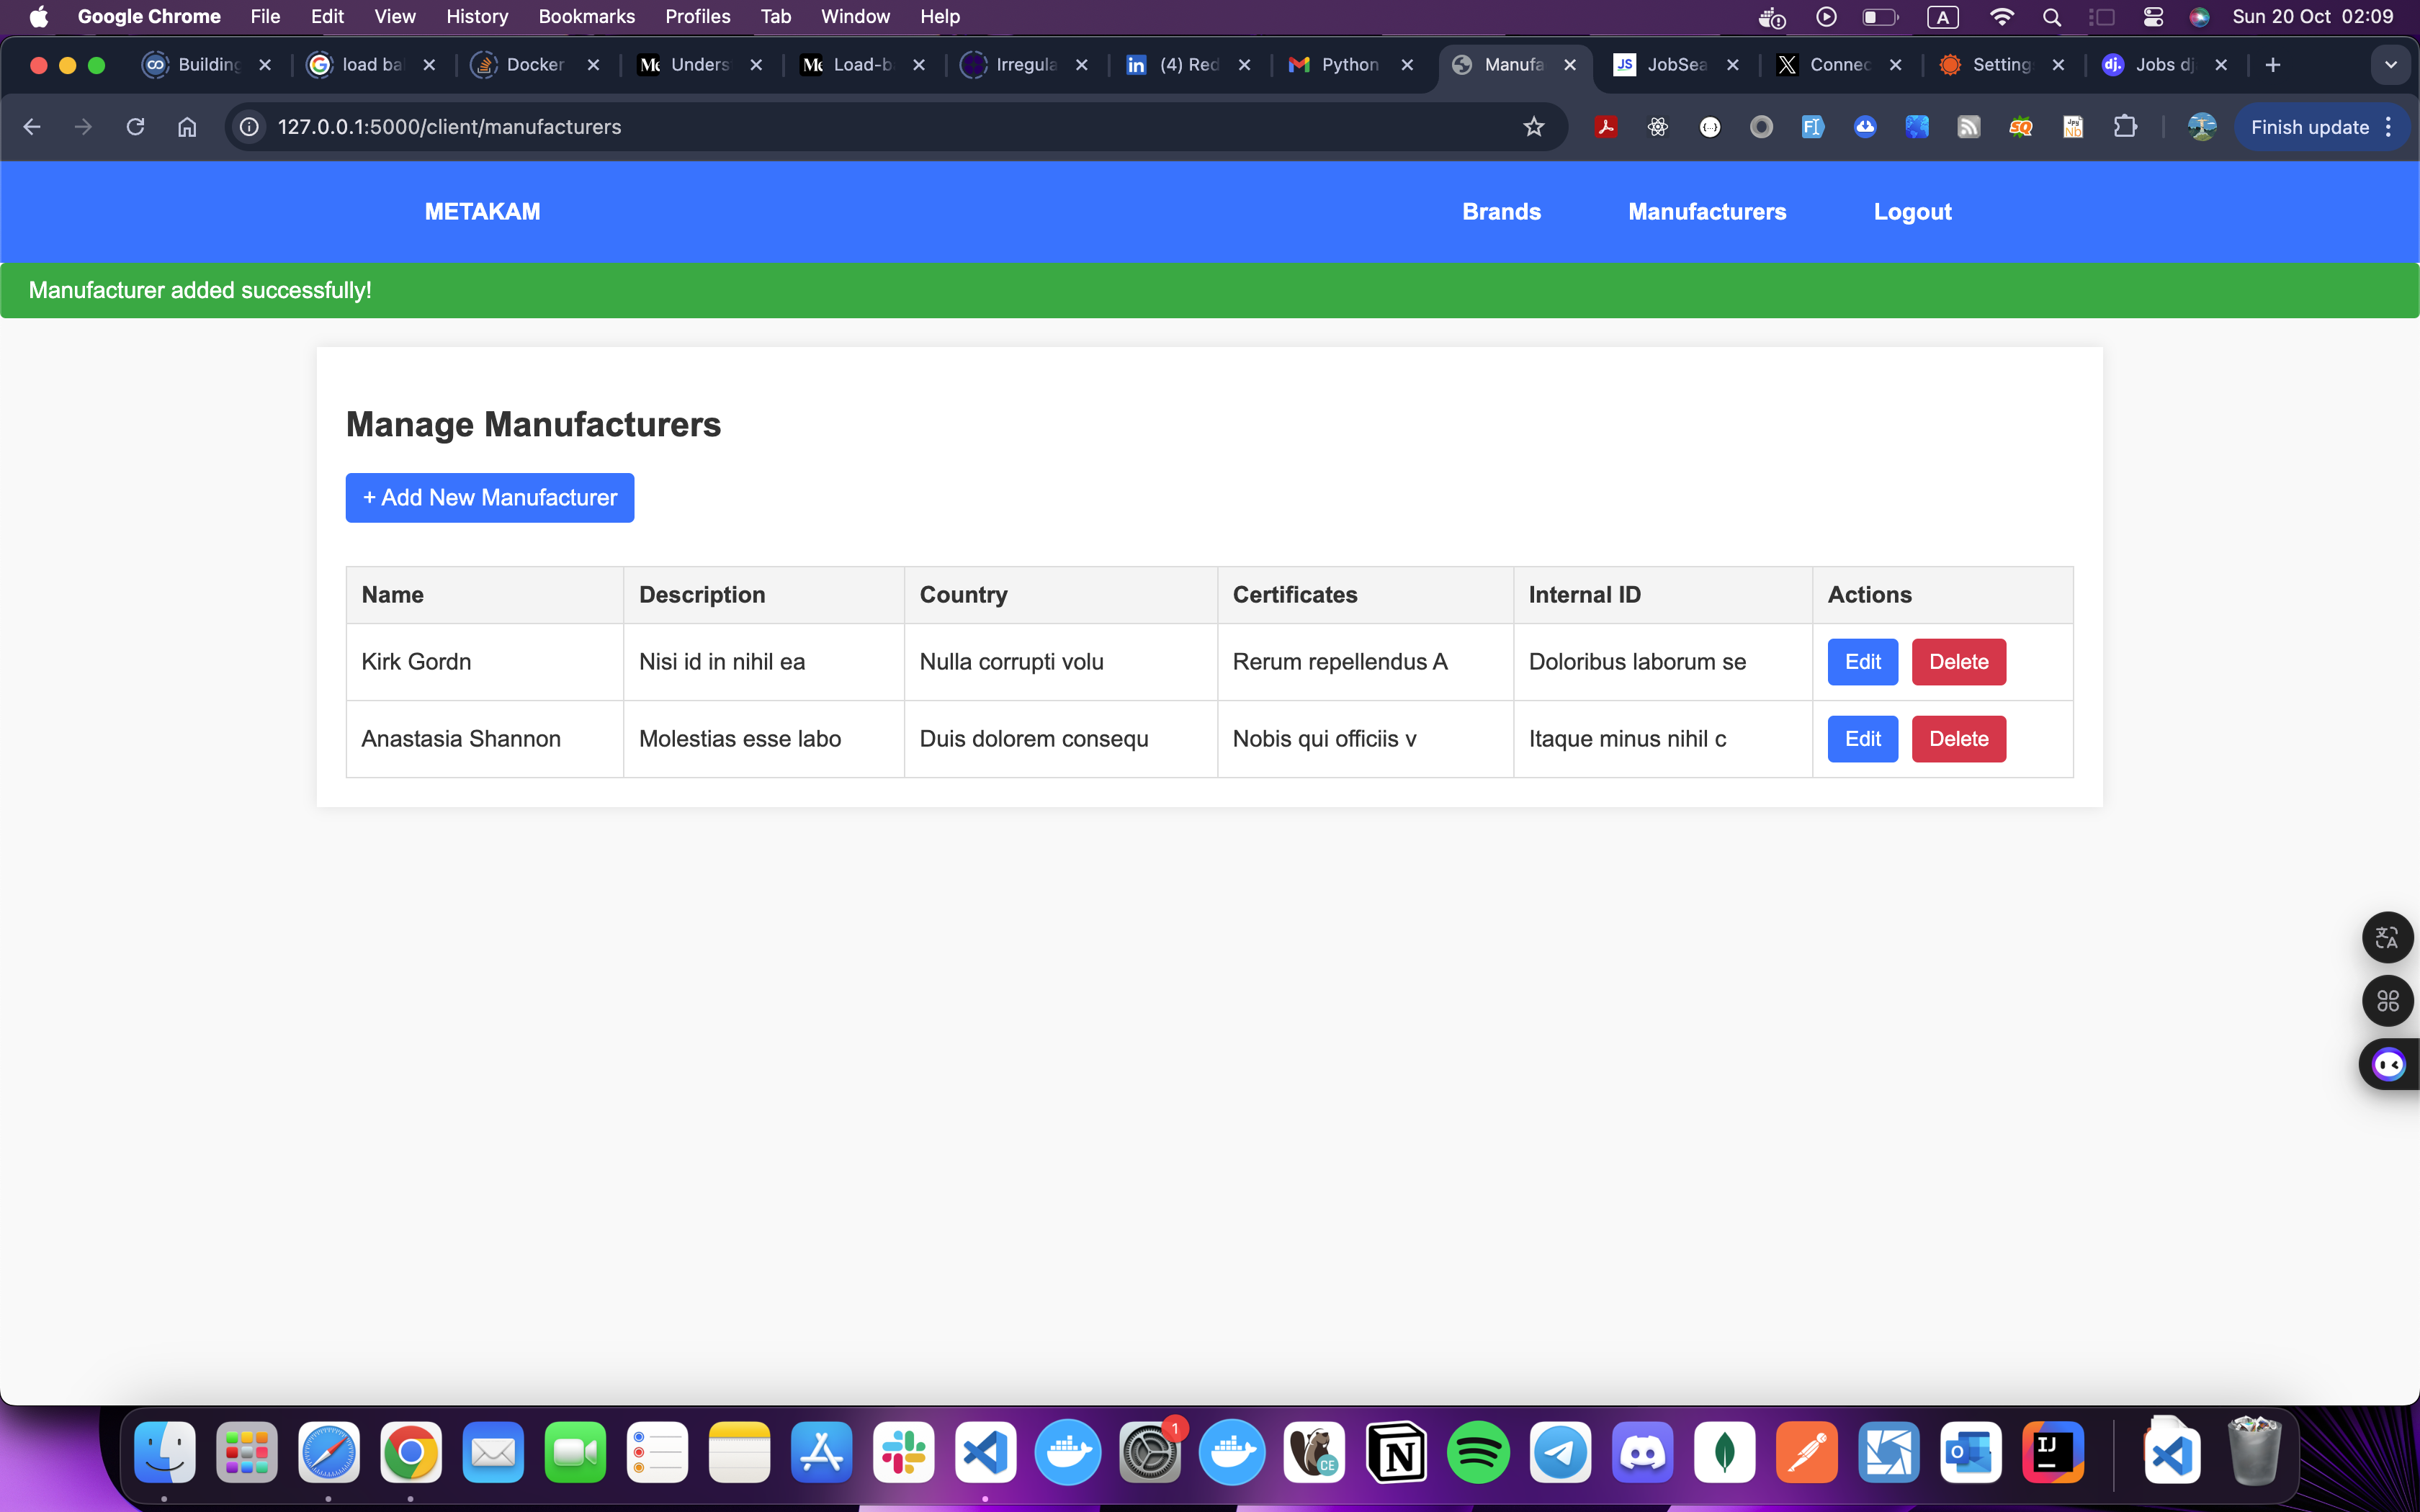 Google Chrome File Edit View History Bookmarks Profiles Tab Window Help A Sun 20 Oct 02:09
Building load ba Docker Unders Load-b Irregula (4) Red Python Manufa JobSea Connec Setting Jobs dj
127.0.0.1:5000/client/manufacturers Finish update
METAKAM Brands Manufacturers Logout
Manufacturer added successfully!
Manage Manufacturers
+ Add New Manufacturer
Name Description Country Certificates Internal ID Actions
Kirk Gordn Nisi id in nihil ea Nulla corrupti volu Rerum repellendus A Doloribus laborum se Edit Delete
Anastasia Shannon Molestias esse labo Duis dolorem consequ Nobis qui officiis v Itaque minus nihil c Edit Delete